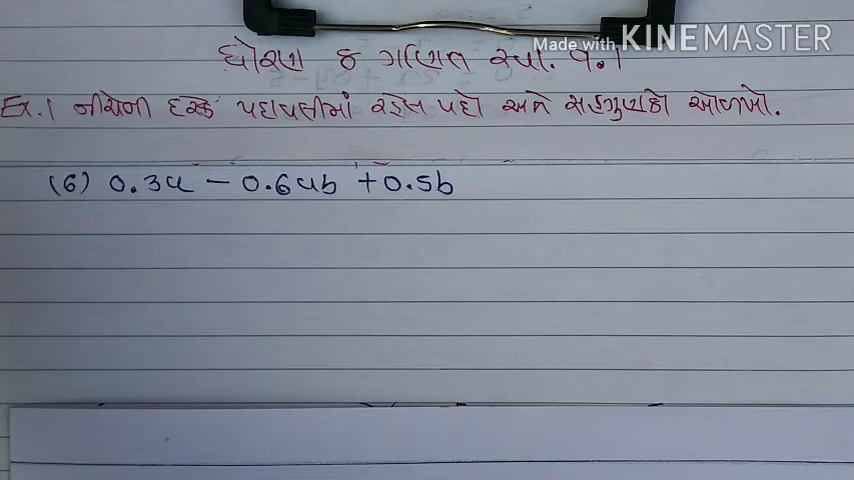 Made with KINEMASTER
ધોરણ 8 ગણિત સ્વા. 9.1
Ex.1 નીચેની દરેક પદાવલીમાં રહેલ પદો અને સહગુણકો ઓળખો.
(6) 0.3a - 0.6ab + 0.5b